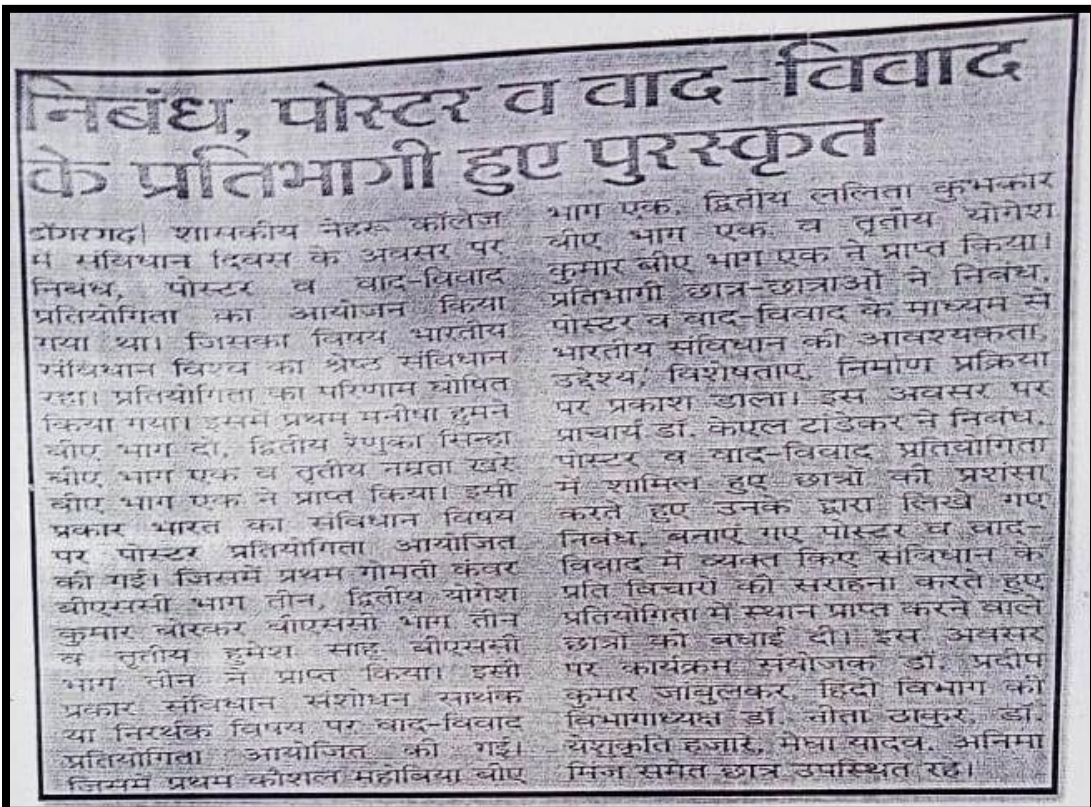 निबंध, पोस्टर व वाद-विवाद
के प्रतिभागी हुए पुरस्कृत
डोंगरगढ़| शासकीय नेहरू कॉलेज
में संविधान दिवस के अवसर पर
निबंध, पोस्टर व वाद-विवाद
प्रतियोगिता का आयोजन किया
गया था। जिसका विषय भारतीय
संविधान विश्व का श्रेष्ठ संविधान
रहा। प्रतियोगिता का परिणाम घोषित
किया गया। इसमें प्रथम मनीषा हुमने
बीए भाग दो, द्वितीय रेणुका सिन्हा
बीए भाग एक व तृतीय नम्रता खरे
बीए भाग एक ने प्राप्त किया। इसी
प्रकार भारत का संविधान विषय
पर पोस्टर प्रतियोगिता आयोजित
की गई। जिसमें प्रथम गोमती कंवर
बीएससी भाग तीन, द्वितीय योगेश
कुमार बोरकर बीएससी भाग तीन
व तृतीय हुमेश साहू बीएससी
भाग तीन ने प्राप्त किया। इसी
प्रकार संविधान संशोधन सार्थक
या निरर्थक विषय पर वाद-विवाद
प्रतियोगिता आयोजित की गई।
जिसमें प्रथम कौशल महोबिया बीए
भाग एक, द्वितीय ललिता कुंभकार
बीए भाग एक व तृतीय योगेश
कुमार बीए भाग एक ने प्राप्त किया।
प्रतिभागी छात्र-छात्राओं ने निबंध,
पोस्टर व वाद-विवाद के माध्यम से
भारतीय संविधान की आवश्यकता,
उद्देश्य, विशेषताएं, निर्माण प्रक्रिया
पर प्रकाश डाला। इस अवसर पर
प्राचार्य डॉ. केएल टांडेकर ने निबंध,
पोस्टर व वाद-विवाद प्रतियोगिता
में शामिल हुए छात्रों की प्रशंसा
करते हुए उनके द्वारा लिखे गए
निबंध, बनाए गए पोस्टर व वाद-
विवाद में व्यक्त किए संविधान के
प्रति विचारों की सराहना करते हुए
प्रतियोगिता में स्थान प्राप्त करने वाले
छात्रों को बधाई दी। इस अवसर
पर कार्यक्रम संयोजक डॉ. प्रदीप
कुमार जांबुलकर, हिंदी विभाग की
विभागाध्यक्ष डॉ. नीता ठाकुर, डॉ.
येशकृति हजारे, मेधा यादव, अनिमा
मिंज समेत छात्र उपस्थित रहे।